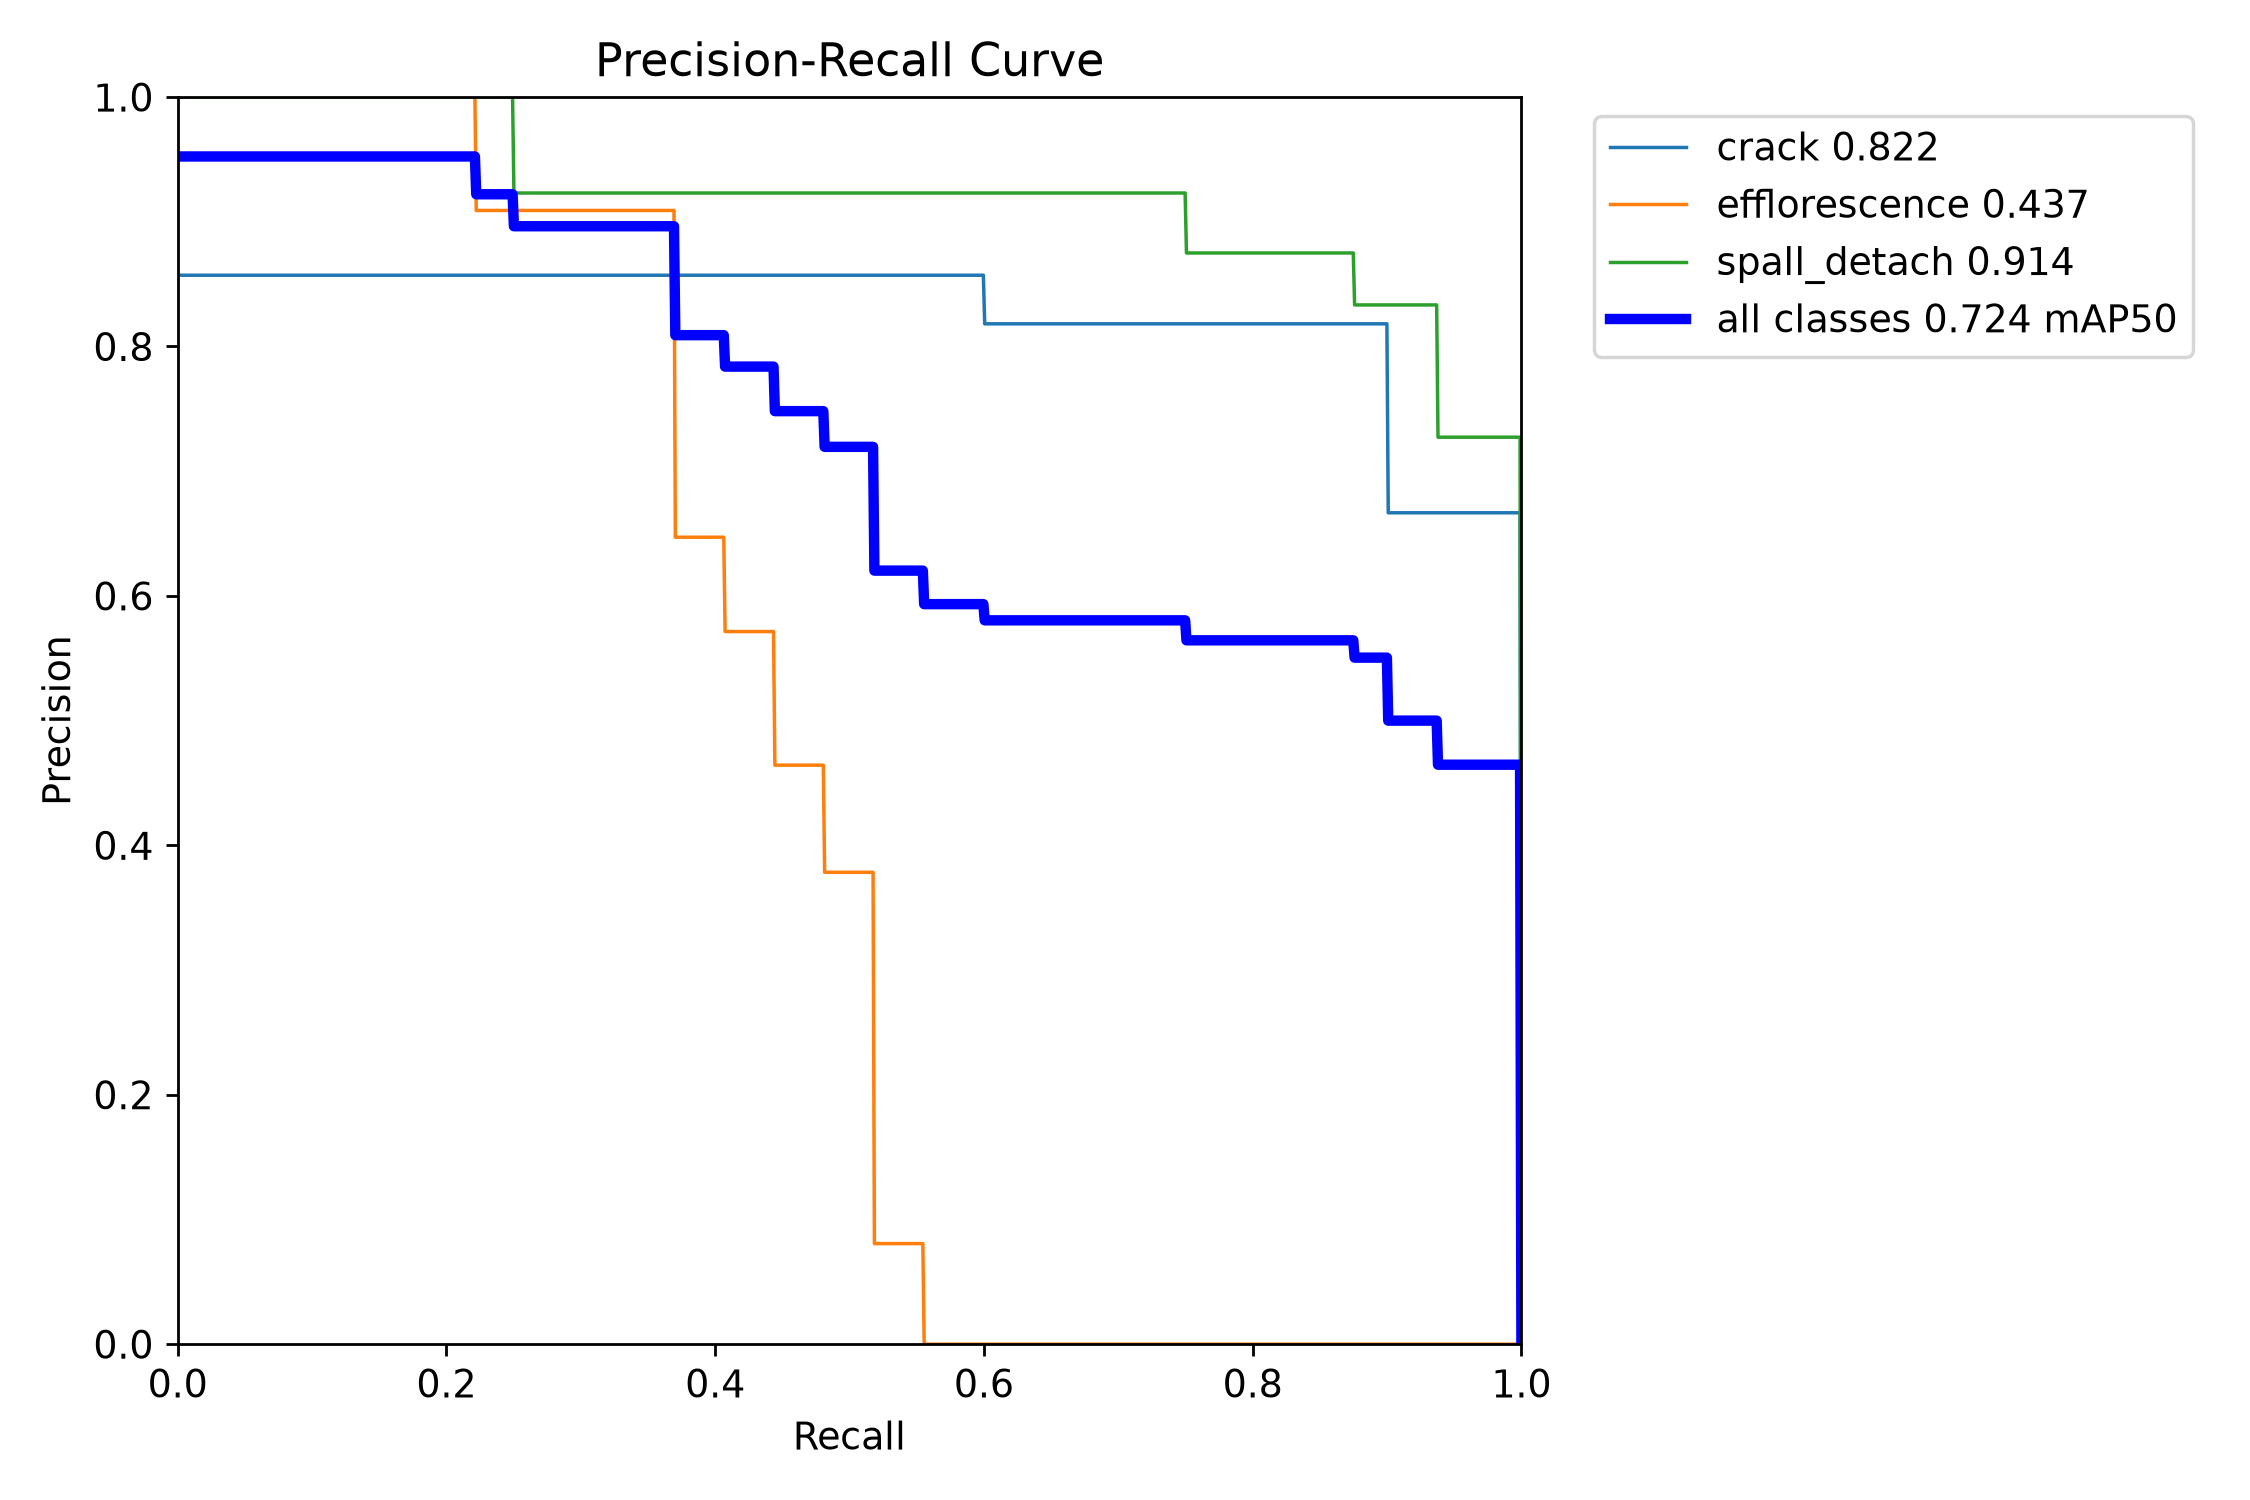 Precision-Recall Curve
1.0
0.8
0.6
0.4
0.2
0.0
Precision
0.0 0.2 0.4 0.6 0.8 1.0
Recall
crack 0.822
efflorescence 0.437
spall_detach 0.914
all classes 0.724 mAP50